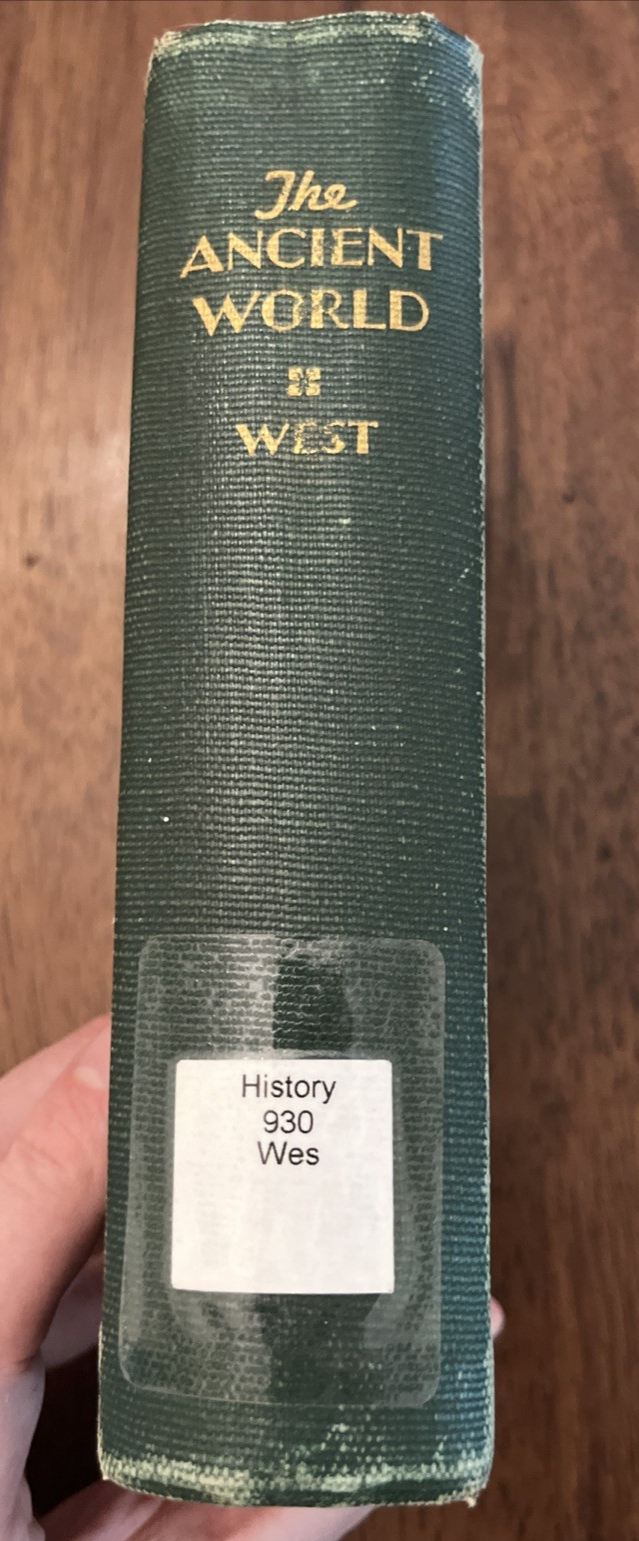 The
ANCIENT
WORLD
WEST
History
930
Wes